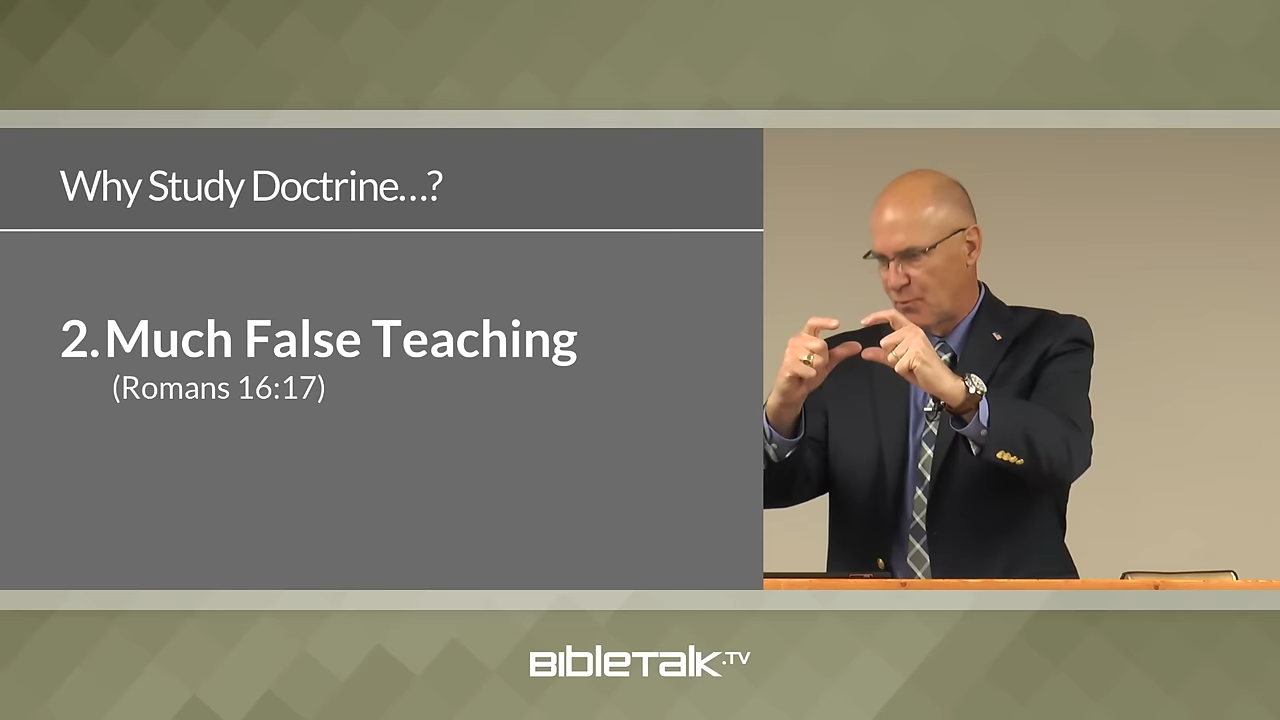 Why Study Doctrine...?
2. Much False Teaching
(Romans 16:17)
BIBLETALK.TV